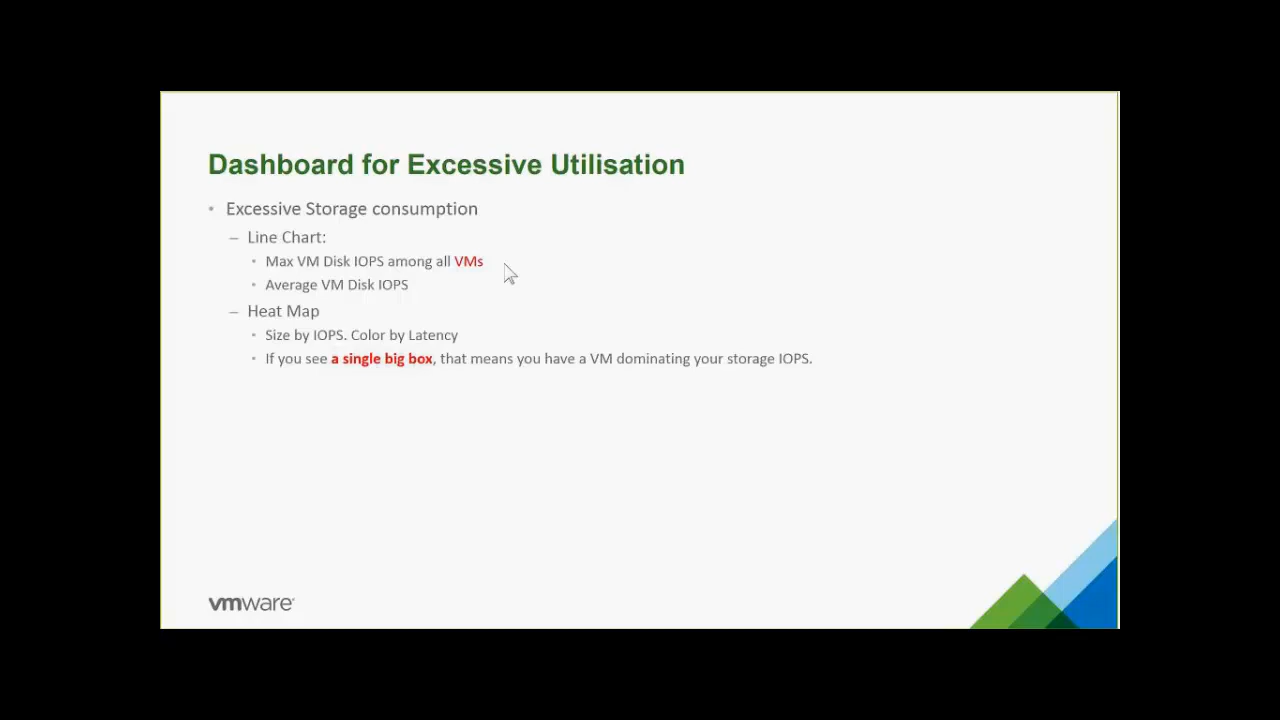 Dashboard for Excessive Utilisation
• Excessive Storage consumption
– Line Chart:
• Max VM Disk IOPS among all VMs
• Average VM Disk IOPS
– Heat Map
• Size by IOPS. Color by Latency
• If you see a single big box, that means you have a VM dominating your storage IOPS.
vmware